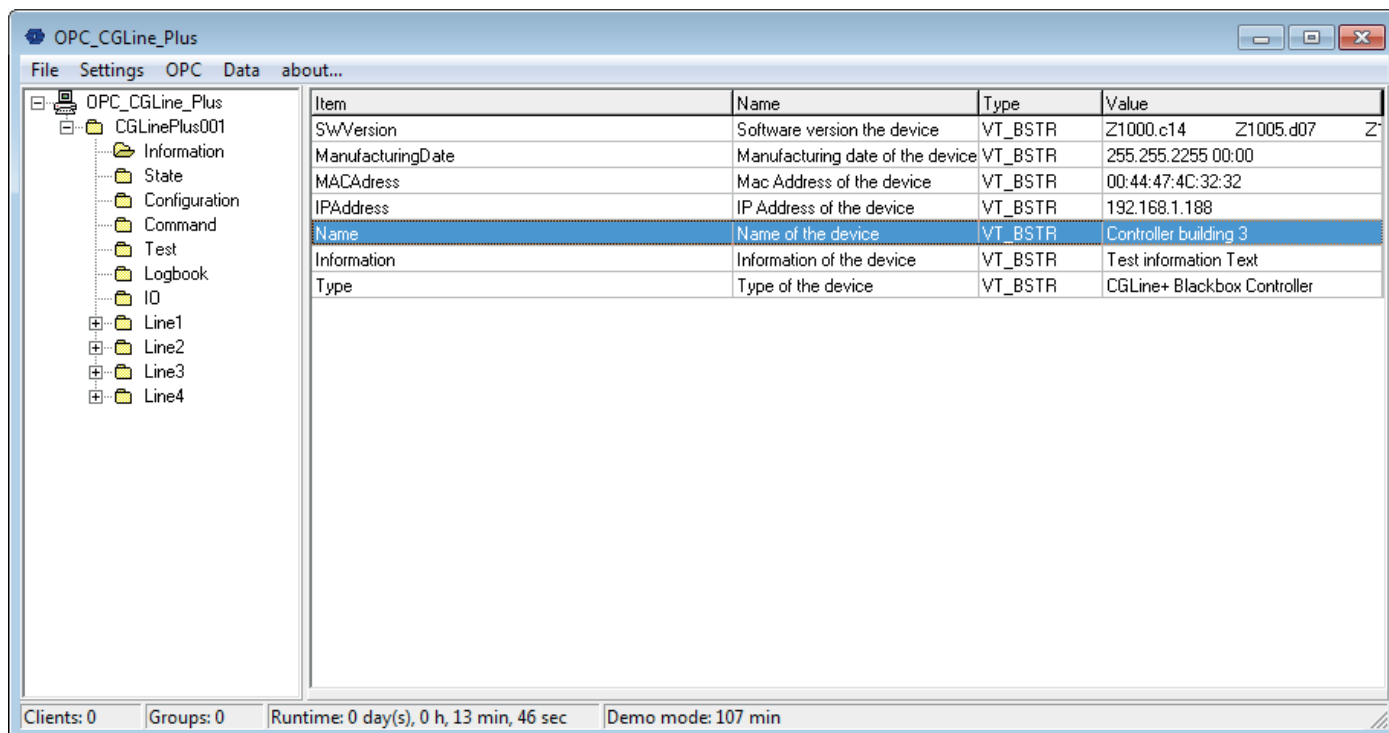 OPC_CGLine_Plus
File Settings OPC Data about...
OPC_CGLine_Plus
CGLinePlus001
Information
State
Configuration
Command
Test
Logbook
IO
Line1
Line2
Line3
Line4
Item Name Type Value
SWVersion Software version the device VT_BSTR Z1000.c14 Z1005.d07
ManufacturingDate Manufacturing date of the device VT_BSTR 255.255.2255 00:00
MACAdress Mac Address of the device VT_BSTR 00:44:47:4C:32:32
IPAddress IP Address of the device VT_BSTR 192.168.1.188
Name Name of the device VT_BSTR Controller building 3
Information Information of the device VT_BSTR Test information Text
Type Type of the device VT_BSTR CGLine+ Blackbox Controller
Clients: 0 Groups: 0 Runtime: 0 day(s), 0 h, 13 min, 46 sec Demo mode: 107 min